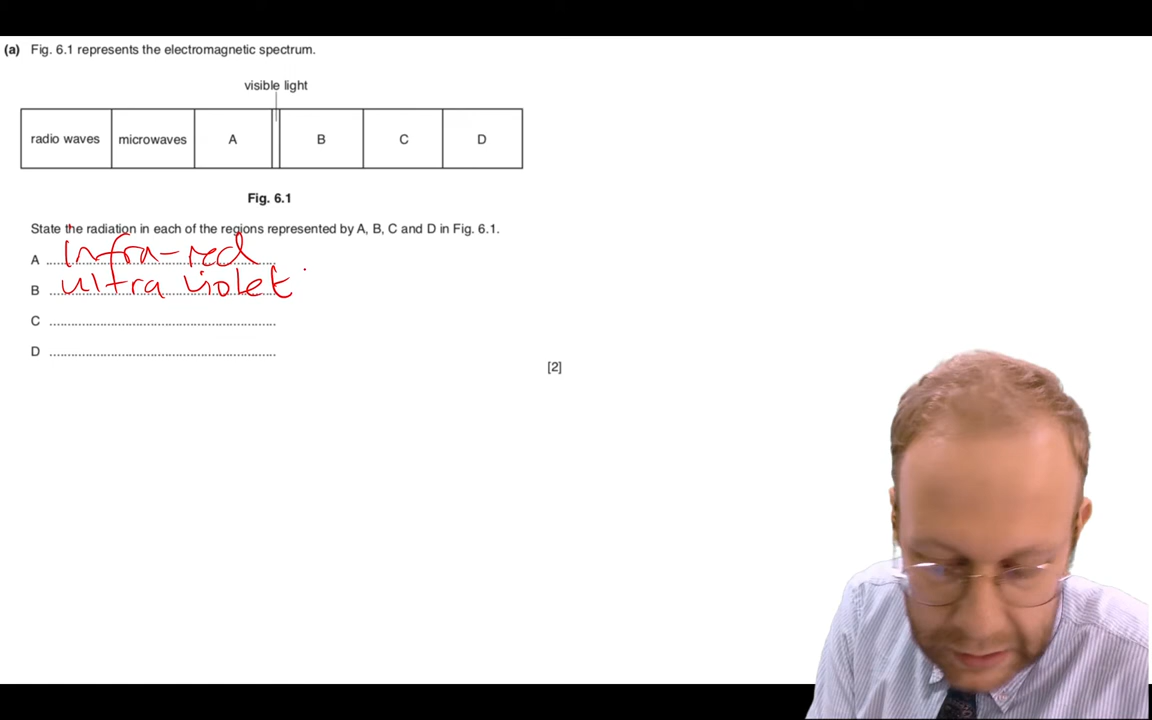 (a) Fig. 6.1 represents the electromagnetic spectrum.
visible light
radio waves microwaves A B C D
Fig. 6.1
State the radiation in each of the regions represented by A, B, C and D in Fig. 6.1.
A Infra-red
B ultra violet
C ................................................................
D ................................................................
[2]